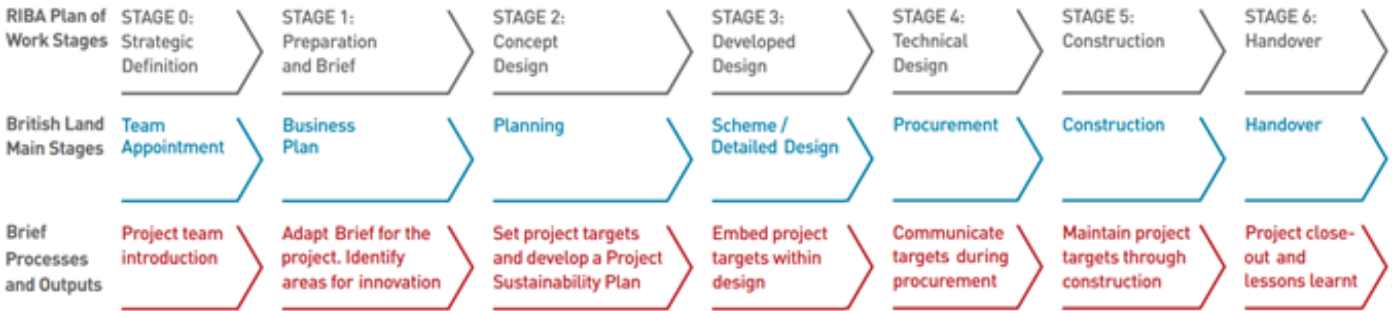 RIBA Plan of
Work Stages
STAGE 0:
Strategic
Definition
STAGE 1:
Preparation
and Brief
STAGE 2:
Concept
Design
STAGE 3:
Developed
Design
STAGE 4:
Technical
Design
STAGE 5:
Construction
STAGE 6:
Handover
British Land
Main Stages
Team
Appointment
Business
Plan
Planning
Scheme /
Detailed Design
Procurement
Construction
Handover
Brief
Processes
and Outputs
Project team
introduction
Adapt Brief for the
project. Identify
areas for innovation
Set project targets
and develop a Project
Sustainability Plan
Embed project
targets within
design
Communicate
targets during
procurement
Maintain project
targets through
construction
Project close-
out and
lessons learnt